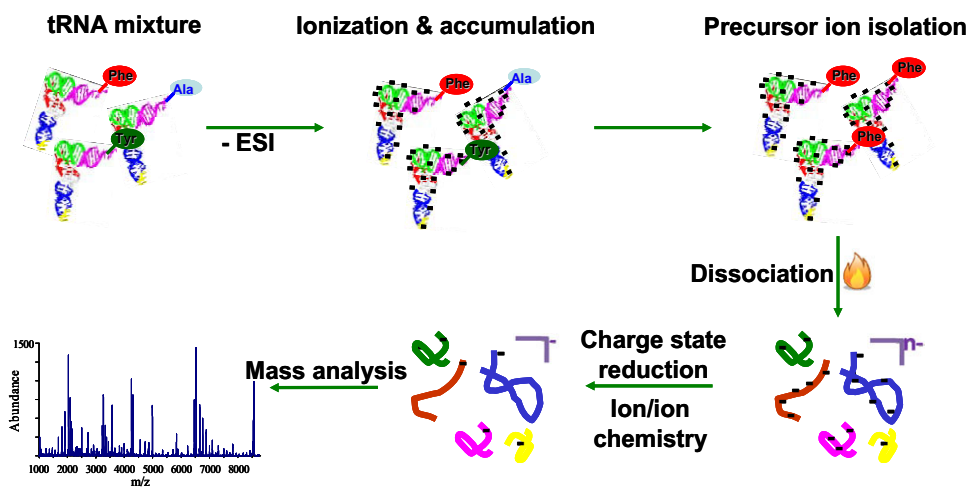 tRNA mixture
Ionization & accumulation
Precursor ion isolation
Phe
Ala
Tyr
- ESI
Phe
Ala
Tyr
Phe
Phe
Phe
Dissociation
n-
Charge state
reduction
Ion/ion
chemistry
-
Mass analysis
1500
Abundance
1000 2000 3000 4000 5000 6000 7000 8000
m/z